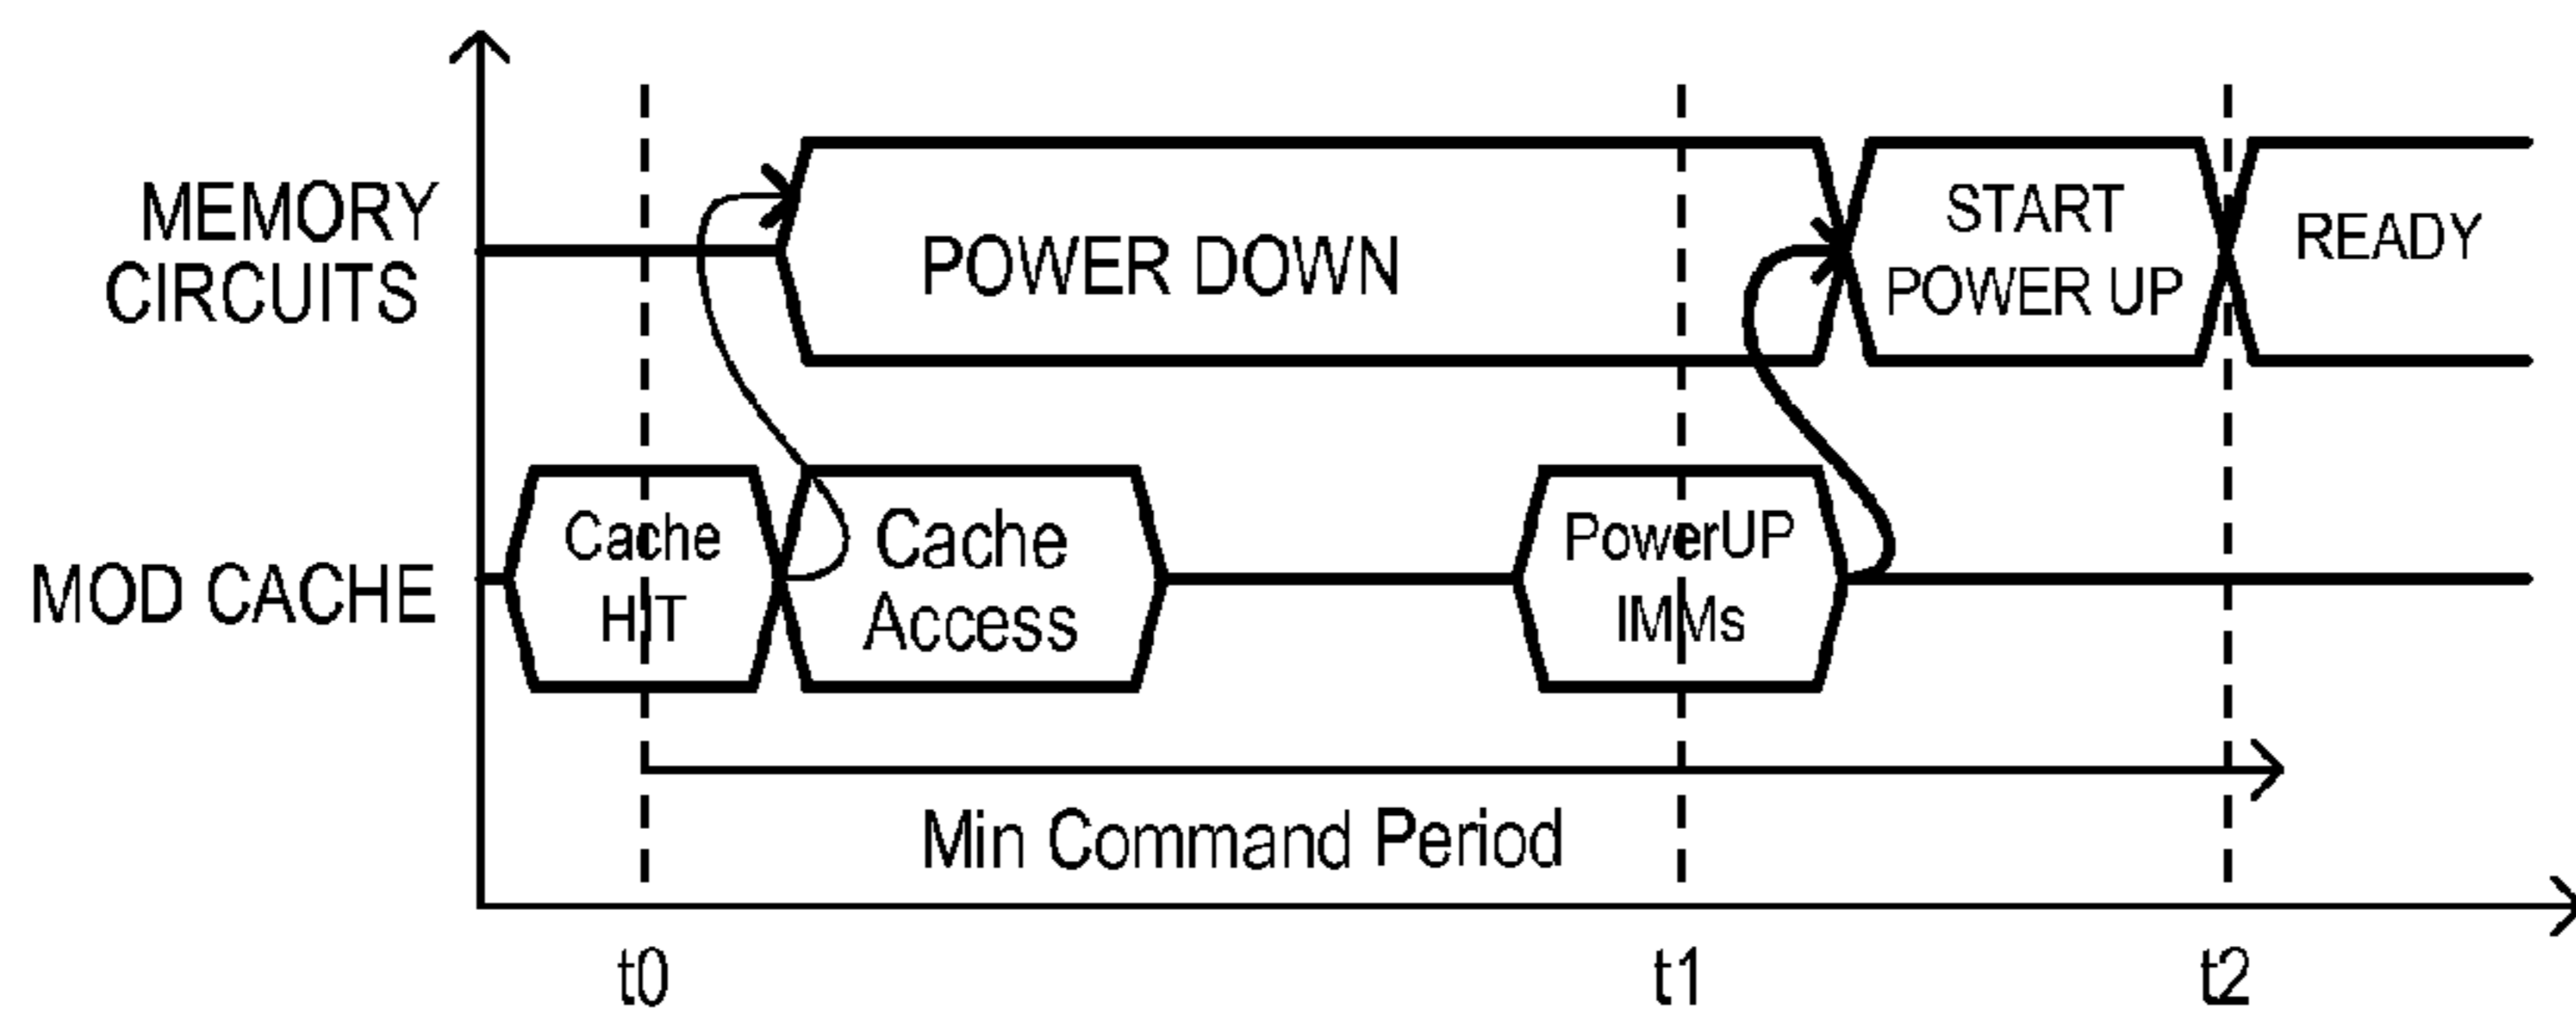 MEMORY
CIRCUITS
POWER DOWN
START
POWER UP
READY
MOD CACHE
Cache
HIT
Cache
Access
PowerUP
IMMs
Min Command Period
t0
t1
t2